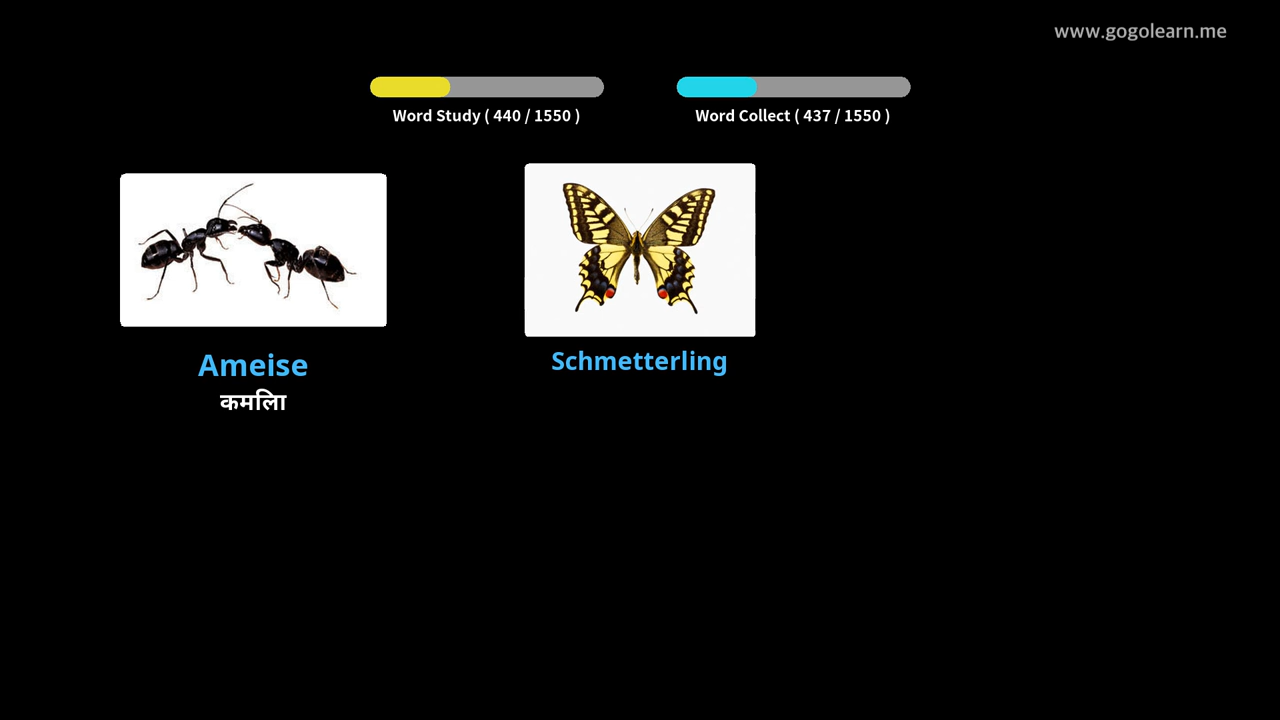 www.gogolearn.me
Word Study ( 440 / 1550 )
Word Collect ( 437 / 1550 )
Ameise
कमलिा
Schmetterling